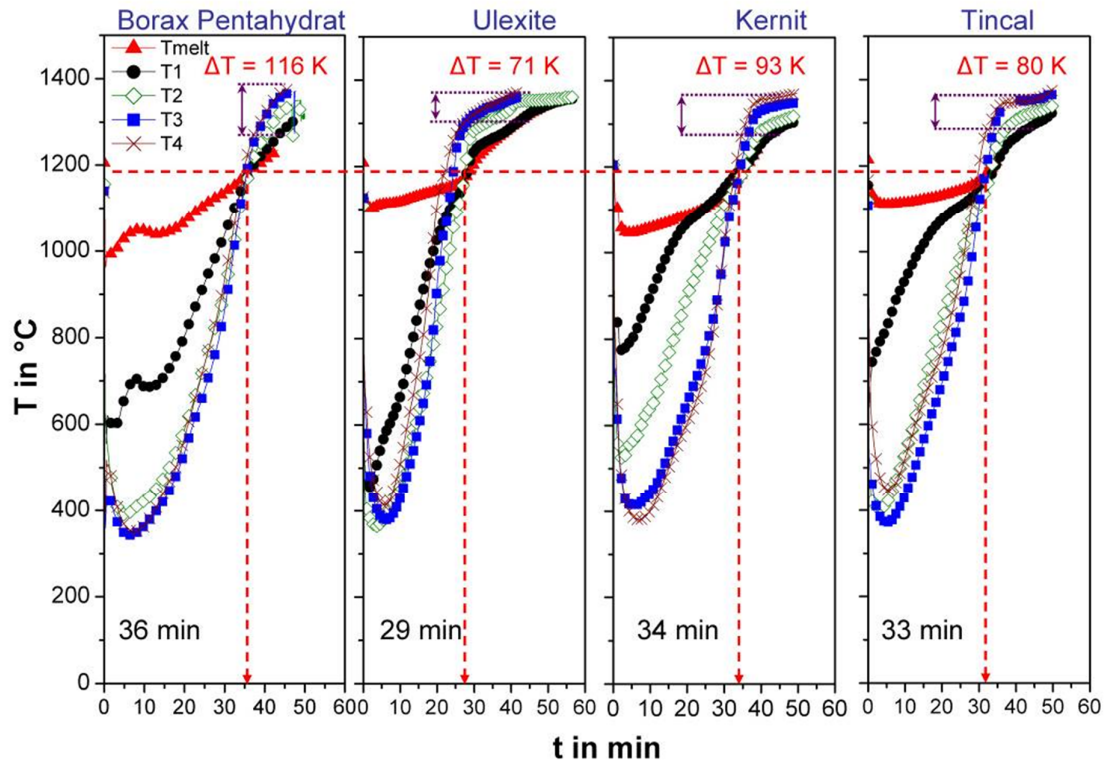 Borax Pentahydrat
Ulexite
Kernit
Tincal
Tmelt
T1
T2
T3
T4
ΔT = 116 K
ΔT = 71 K
ΔT = 93 K
ΔT = 80 K
1400
1200
1000
800
600
400
200
0
T in °C
36 min
29 min
34 min
33 min
0 10 20 30 40 50 60
0 10 20 30 40 50 60
0 10 20 30 40 50 60
0 10 20 30 40 50 60
t in min